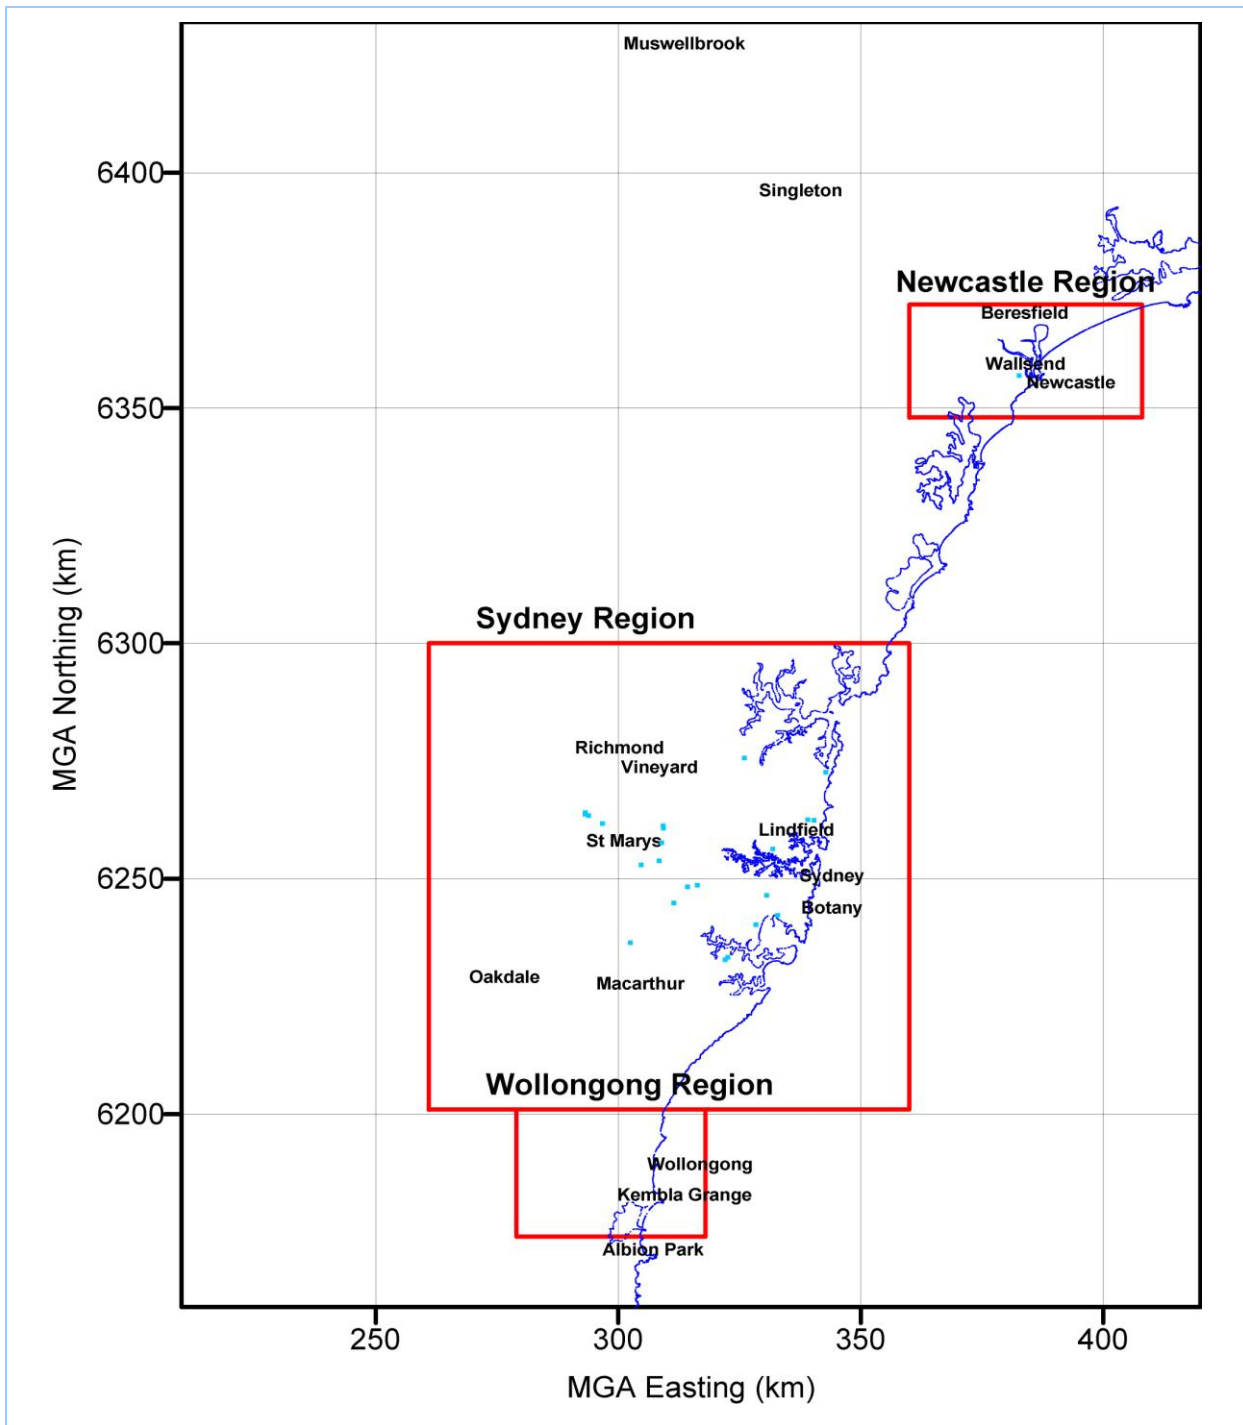 Muswellbrook
6400
Singleton
Newcastle Region
Beresfield
Wallsend
Newcastle
6350
6300
Sydney Region
Richmond
Vineyard
Lindfield
St Marys
Sydney
6250
Botany
Oakdale
Macarthur
Wollongong Region
6200
Wollongong
Kembla Grange
Albion Park
250
300
350
400
MGA Easting (km)
MGA Northing (km)